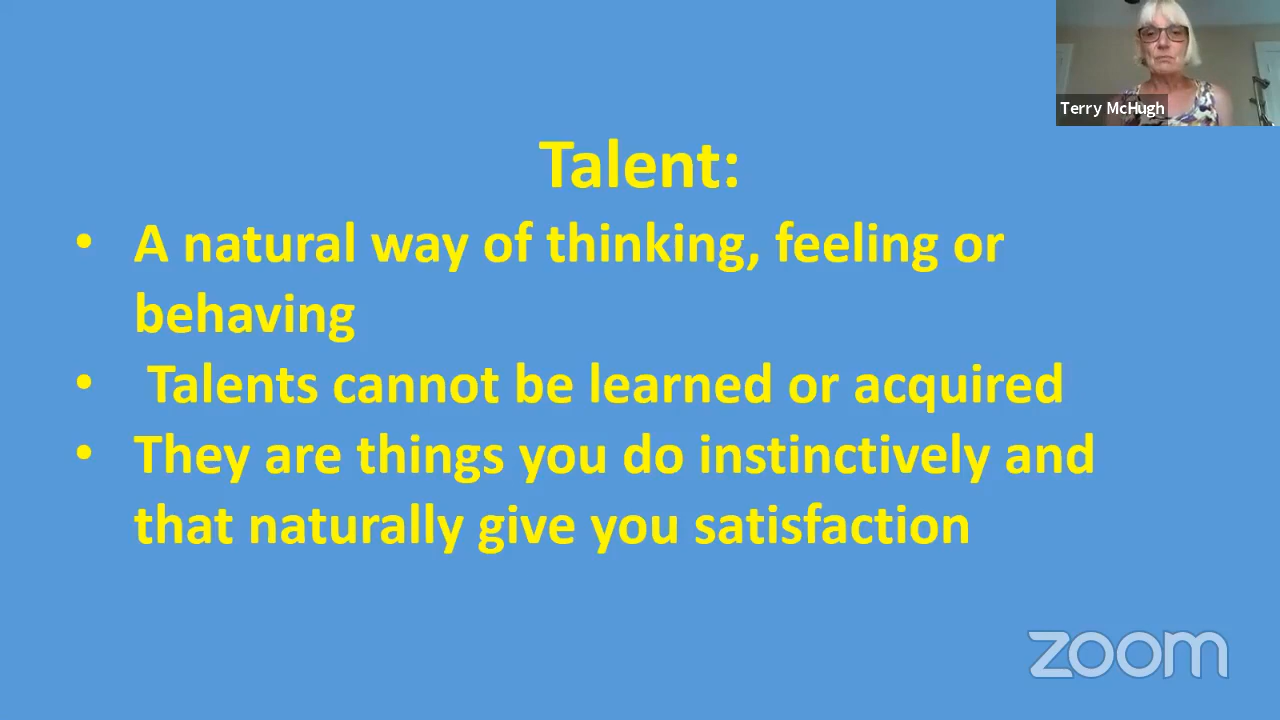 Terry McHugh
Talent:
• A natural way of thinking, feeling or
behaving
• Talents cannot be learned or acquired
• They are things you do instinctively and
that naturally give you satisfaction
zoom